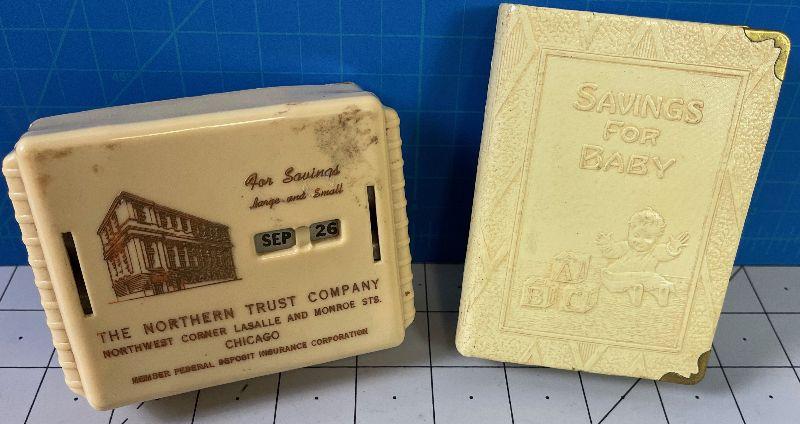 For Savings
Large and Small
SEP 26
THE NORTHERN TRUST COMPANY
NORTHWEST CORNER LASALLE AND MONROE STS.
CHICAGO
MEMBER FEDERAL DEPOSIT INSURANCE CORPORATION
SAVINGS
FOR
BABY
A
B C